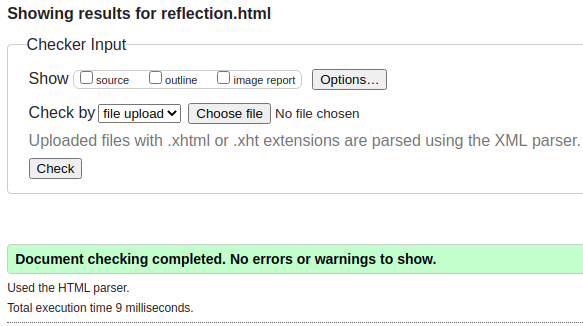 Showing results for reflection.html
Checker Input
Show source outline image report Options…
Check by file upload Choose file No file chosen
Uploaded files with .xhtml or .xht extensions are parsed using the XML parser.
Check
Document checking completed. No errors or warnings to show.
Used the HTML parser.
Total execution time 9 milliseconds.